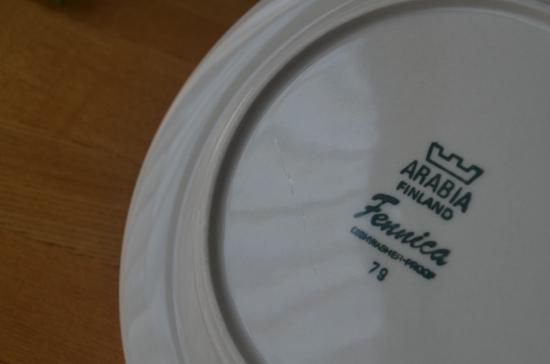 ARABIA
FINLAND
Fennica
DISHWASHER-PROOF
79